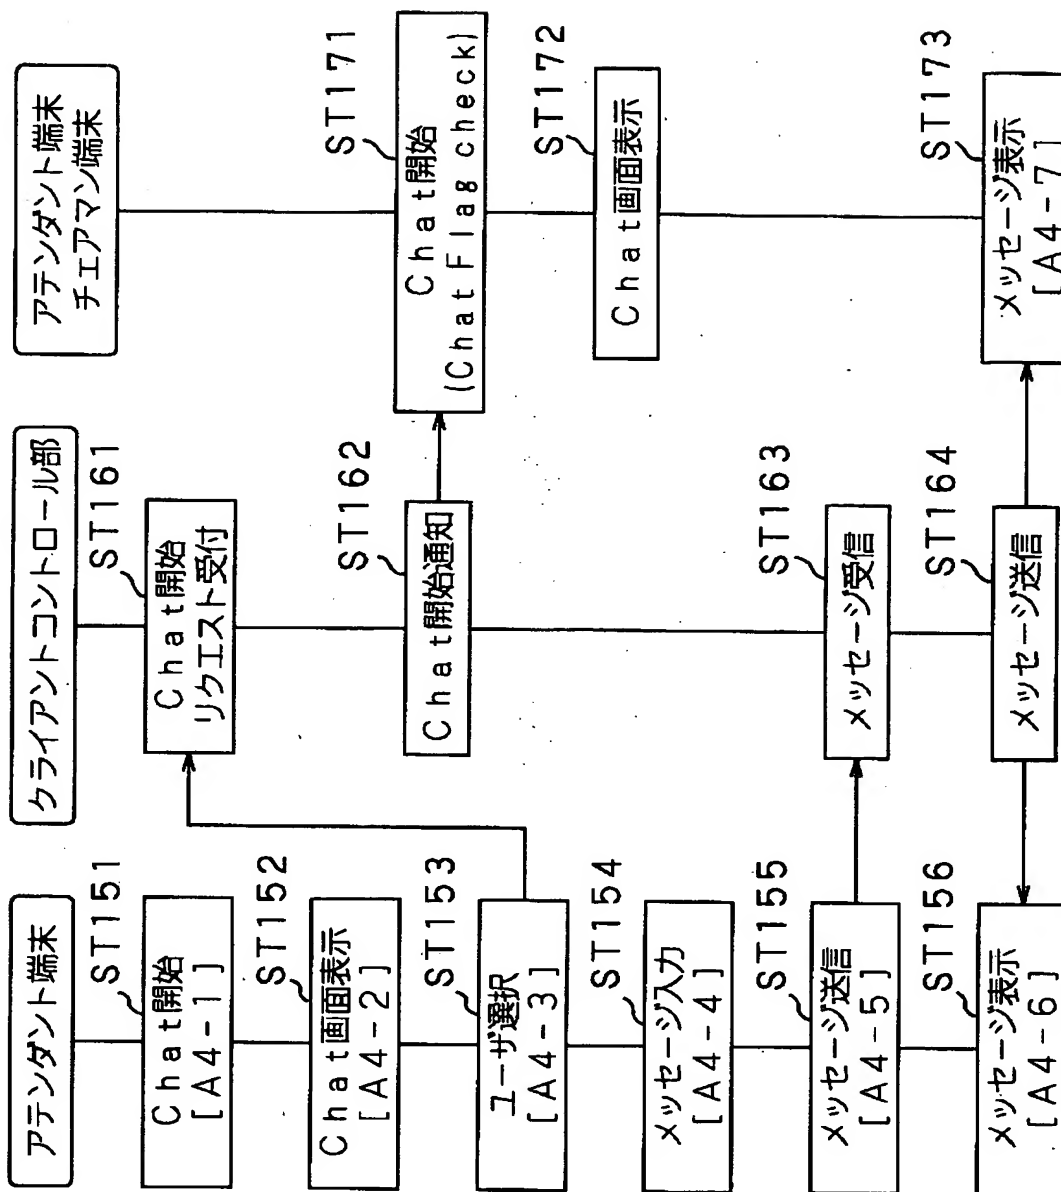 アテンダント端末
ST151
Chat開始
[A4-1]
ST152
Chat画面表示
[A4-2]
ST153
ユーザ選択
[A4-3]
ST154
メッセージ入力
[A4-4]
ST155
メッセージ送信
[A4-5]
ST156
メッセージ表示
[A4-6]
クライアントコントロール部
ST161
Chat開始
リクエスト受付
ST162
Chat開始通知
ST163
メッセージ受信
ST164
メッセージ送信
アテンダント端末
チェアマン端末
ST171
Chat開始
(Chat Flag check)
ST172
Chat画面表示
ST173
メッセージ表示
[A4-7]